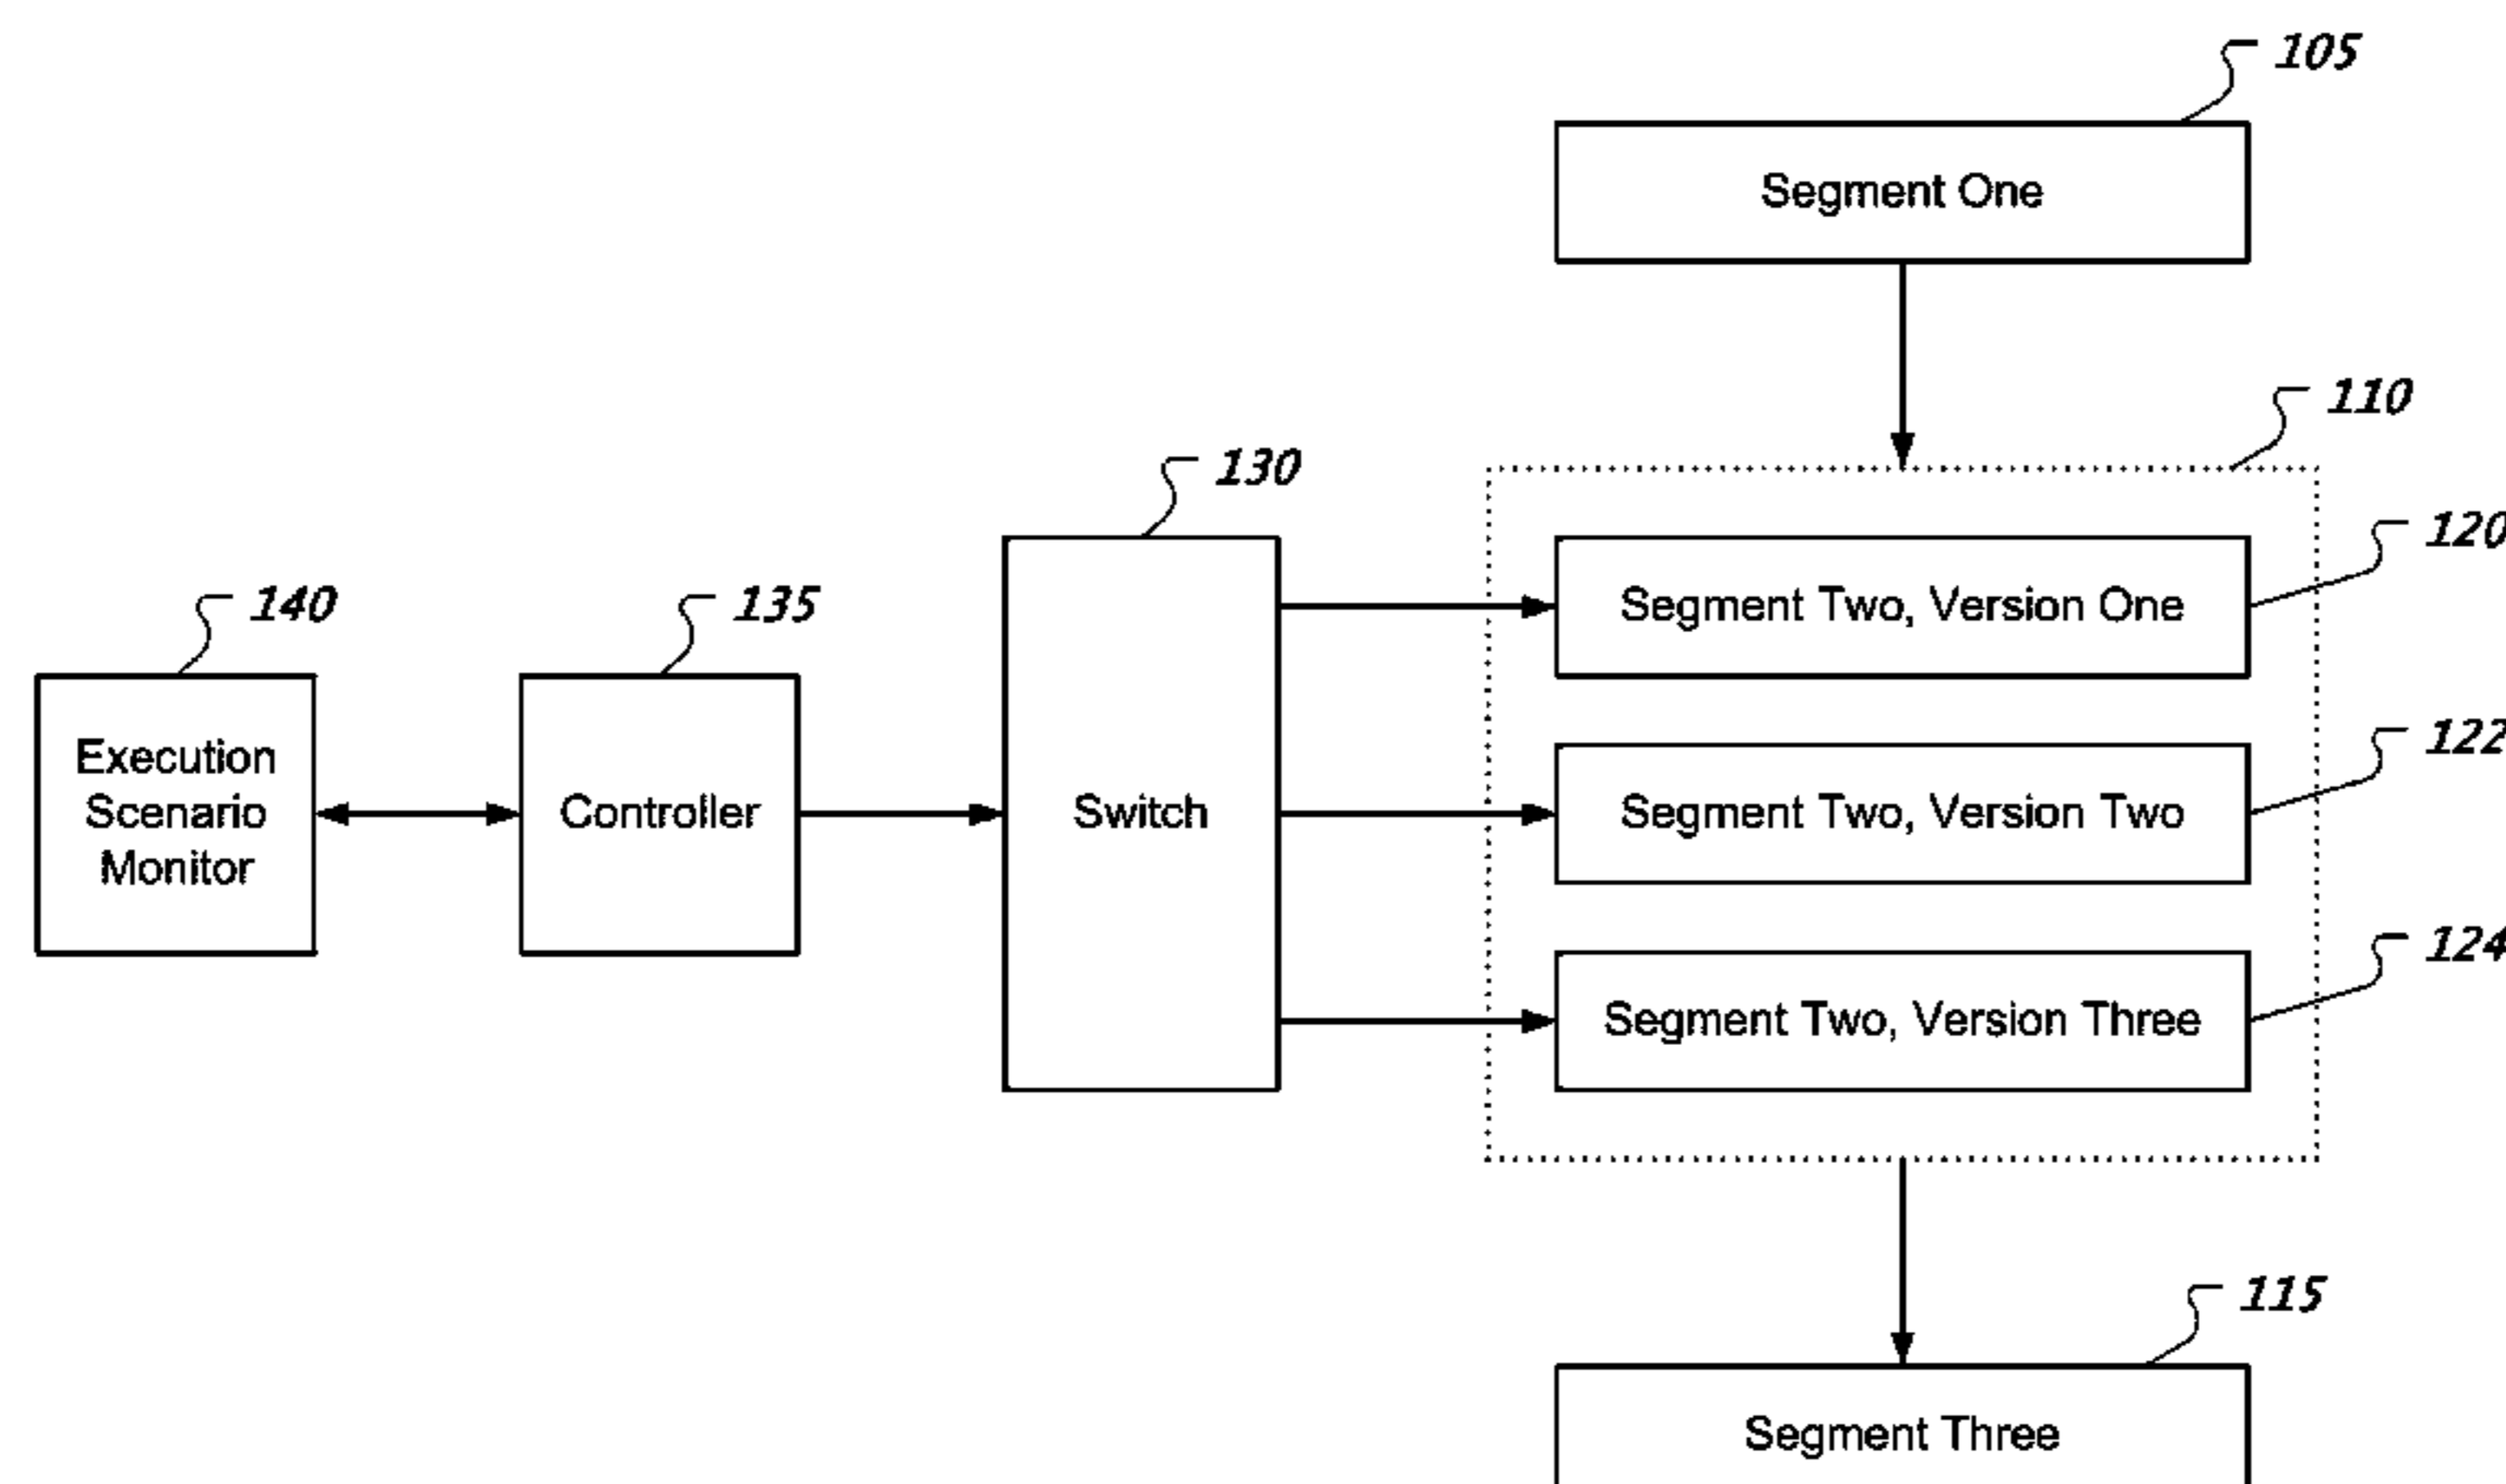 105
Segment One
110
130
120
Segment Two, Version One
140
135
Execution
Scenario
Monitor
Controller
Switch
122
Segment Two, Version Two
124
Segment Two, Version Three
115
Segment Three